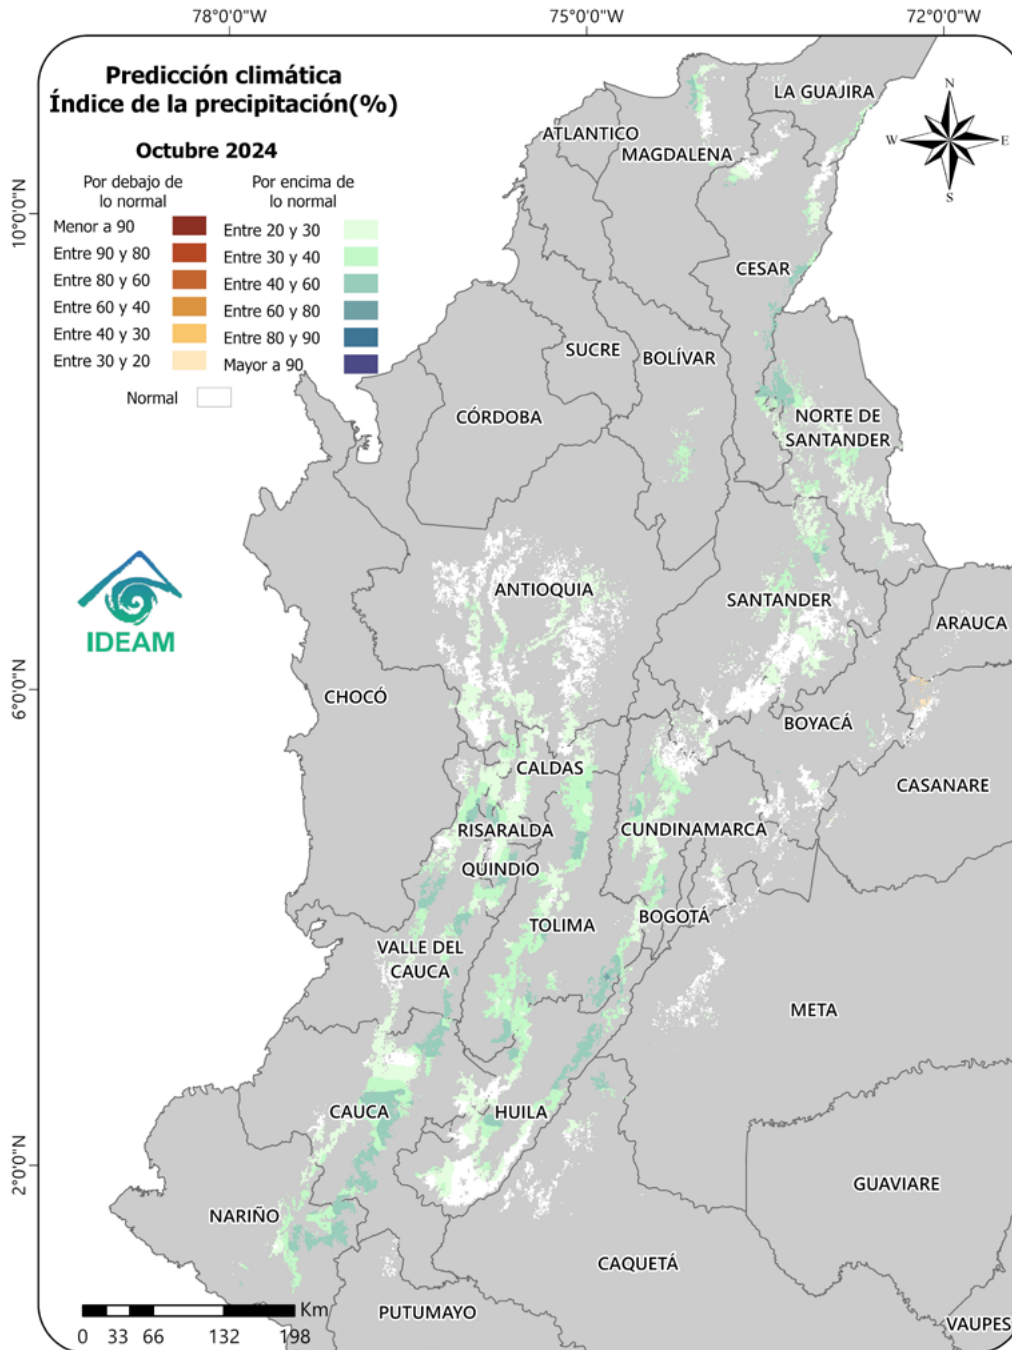 78°0'0"W
75°0'0"W
72°0'0"W
Predicción climática
Índice de la precipitación(%)
Octubre 2024
Por debajo de
lo normal
Menor a 90
Entre 90 y 80
Entre 80 y 60
Entre 60 y 40
Entre 40 y 30
Entre 30 y 20
Por encima de
lo normal
Entre 20 y 30
Entre 30 y 40
Entre 40 y 60
Entre 60 y 80
Entre 80 y 90
Mayor a 90
Normal
N
W
E
S
10°0'0"N
6°0'0"N
2°0'0"N
LA GUAJIRA
ATLANTICO
MAGDALENA
CESAR
SUCRE
BOLÍVAR
CÓRDOBA
NORTE DE
SANTANDER
ANTIOQUIA
SANTANDER
ARAUCA
IDEAM
CHOCÓ
BOYACÁ
CALDAS
CASANARE
RISARALDA
CUNDINAMARCA
QUINDIO
TOLIMA
BOGOTÁ
VALLE DEL
CAUCA
META
CAUCA
HUILA
GUAVIARE
NARIÑO
CAQUETÁ
PUTUMAYO
VAUPES
Km
0 33 66 132 198